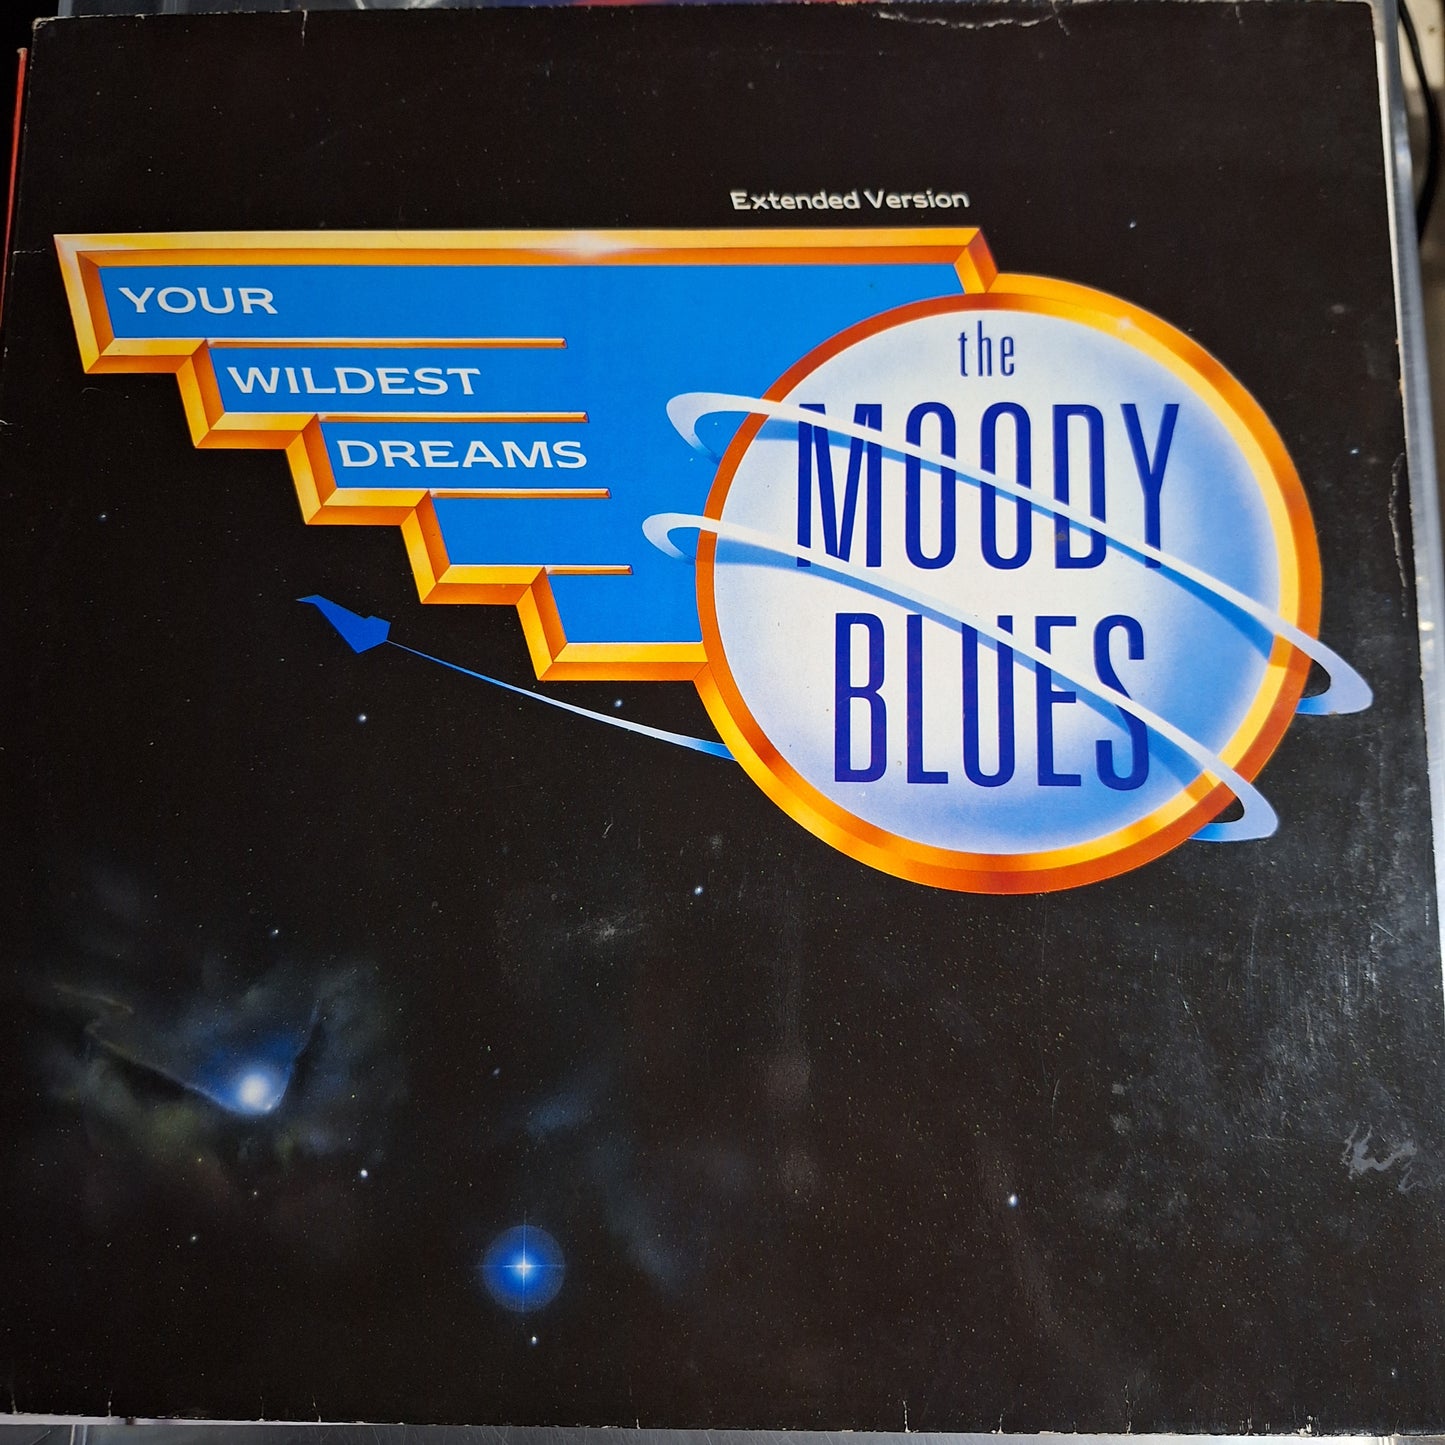 Extended Version
YOUR
WILDEST
DREAMS
the
MOODY
BLUES